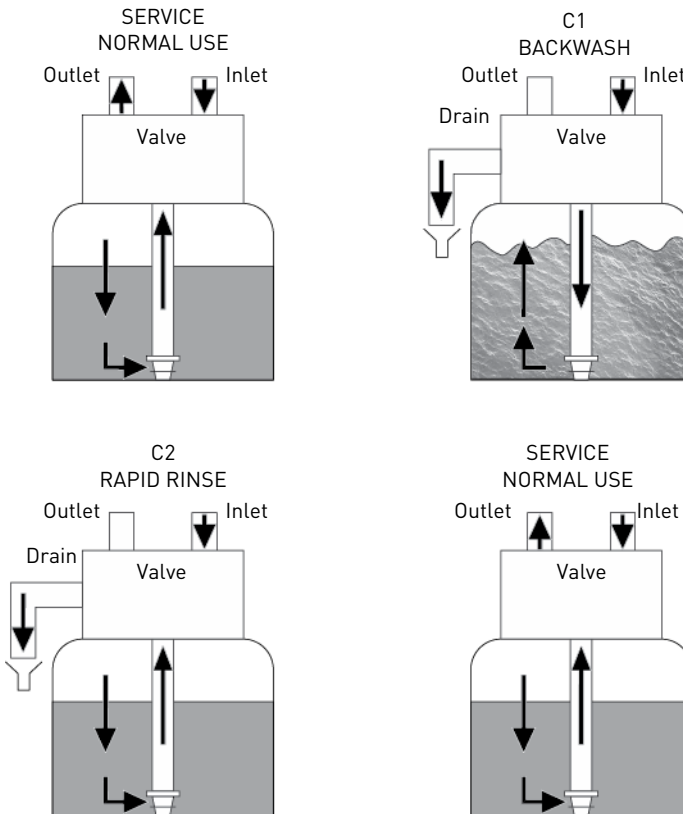 SERVICE
NORMAL USE
Outlet
Inlet
Valve
C1
BACKWASH
Outlet
Inlet
Drain
Valve
C2
RAPID RINSE
Outlet
Inlet
Drain
Valve
SERVICE
NORMAL USE
Outlet
Inlet
Valve